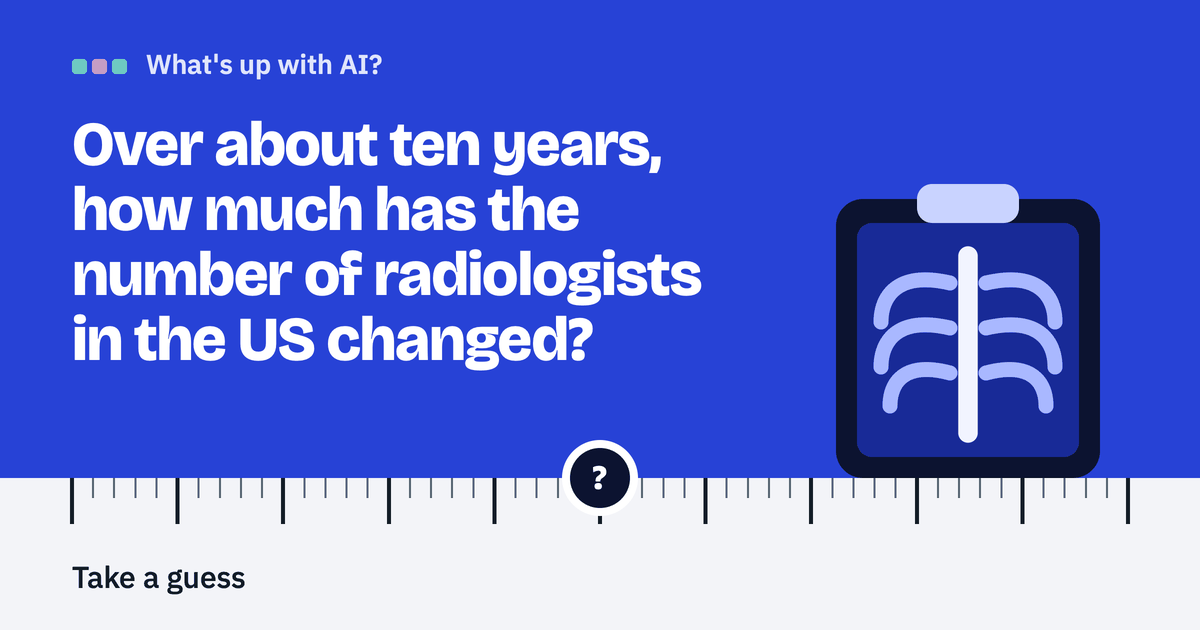 What's up with AI?
Over about ten years,
how much has the
number of radiologists
in the US changed?
?
Take a guess